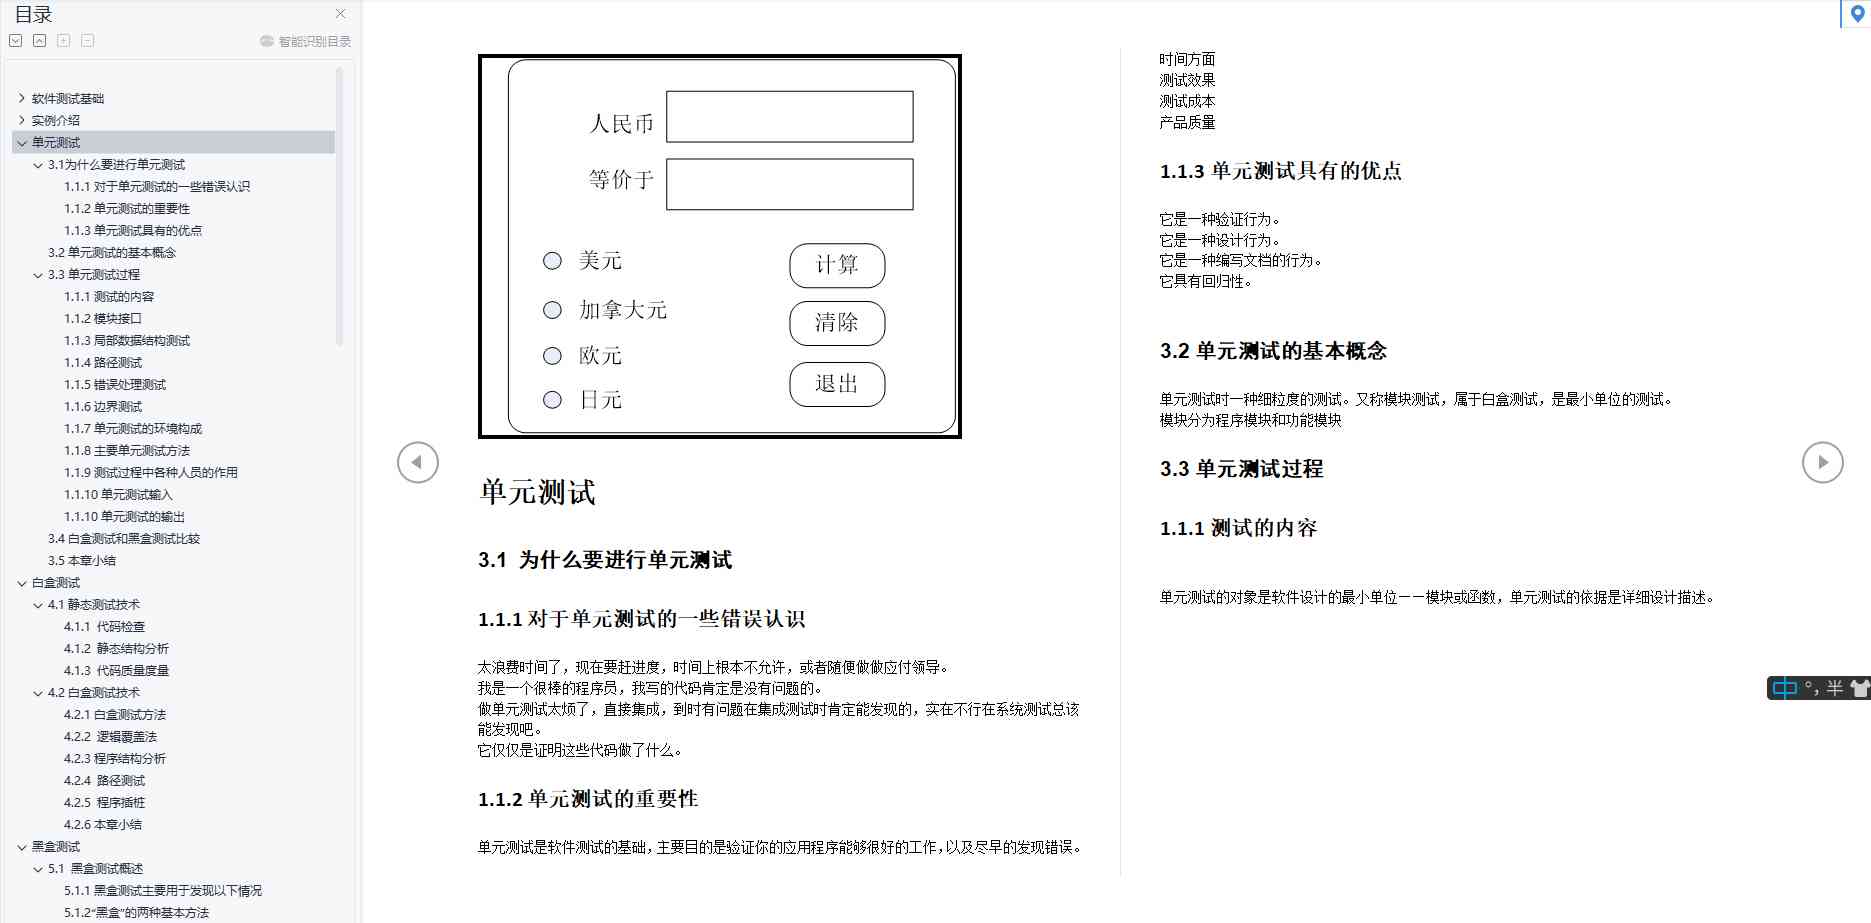 目录
智能识别目录
软件测试基础
实例介绍
单元测试
3.1为什么要进行单元测试
1.1.1 对于单元测试的一些错误认识
1.1.2 单元测试的重要性
1.1.3 单元测试具有的优点
3.2 单元测试的基本概念
3.3 单元测试过程
1.1.1 测试的内容
1.1.2 模块接口
1.1.3 局部数据结构测试
1.1.4 路径测试
1.1.5 错误处理测试
1.1.6 边界测试
1.1.7 单元测试的环境构成
1.1.8 主要单元测试方法
1.1.9 测试过程中各种人员的作用
1.1.10 单元测试输入
1.1.10 单元测试的输出
3.4 白盒测试和黑盒测试比较
3.5 本章小结
白盒测试
4.1 静态测试技术
4.1.1 代码检查
4.1.2 静态结构分析
4.1.3 代码质量度量
4.2 白盒测试技术
4.2.1 白盒测试方法
4.2.2 逻辑覆盖法
4.2.3 程序结构分析
4.2.4 路径测试
4.2.5 程序插桩
4.2.6 本章小结
黑盒测试
5.1 黑盒测试概述
5.1.1 黑盒测试主要用于发现以下情况
5.1.2“黑盒”的两种基本方法
人民币
等价于
美元
加拿大元
欧元
日元
计算
清除
退出
单元测试
3.1 为什么要进行单元测试
1.1.1 对于单元测试的一些错误认识
太浪费时间了，现在要赶进度，时间上根本不允许，或者随便做做应付领导。
我是一个很棒的程序员，我写的代码肯定是没有问题的。
做单元测试太烦了，直接集成，到时有问题在集成测试时肯定能发现的，实在不行在系统测试总该
能发现吧。
它仅仅是证明这些代码做了什么。
1.1.2 单元测试的重要性
单元测试是软件测试的基础，主要目的是验证你的应用程序能够很好的工作，以及尽早的发现错误。
时间方面
测试效果
测试成本
产品质量
1.1.3 单元测试具有的优点
它是一种验证行为。
它是一种设计行为。
它是一种编写文档的行为。
它具有回归性。
3.2 单元测试的基本概念
单元测试时一种细粒度的测试。又称模块测试，属于白盒测试，是最小单位的测试。
模块分为程序模块和功能模块
3.3 单元测试过程
1.1.1 测试的内容
单元测试的对象是软件设计的最小单位——模块或函数，单元测试的依据是详细设计描述。
中 °，半